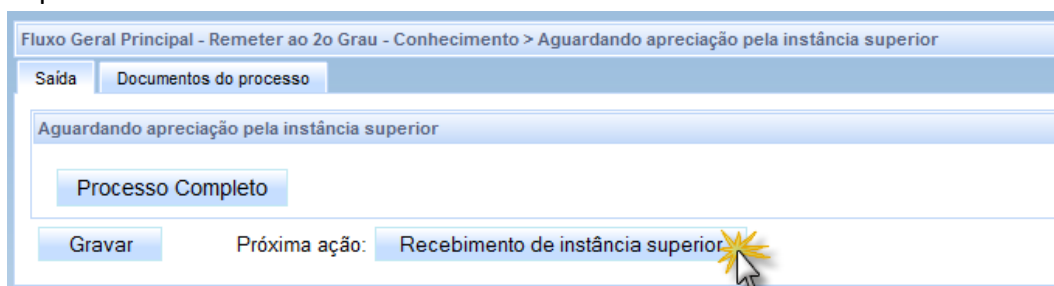 Fluxo Geral Principal - Remeter ao 2o Grau - Conhecimento > Aguardando apreciação pela instância superior
Saída Documentos do processo
Aguardando apreciação pela instância superior
Processo Completo
Gravar Próxima ação: Recebimento de instância superior